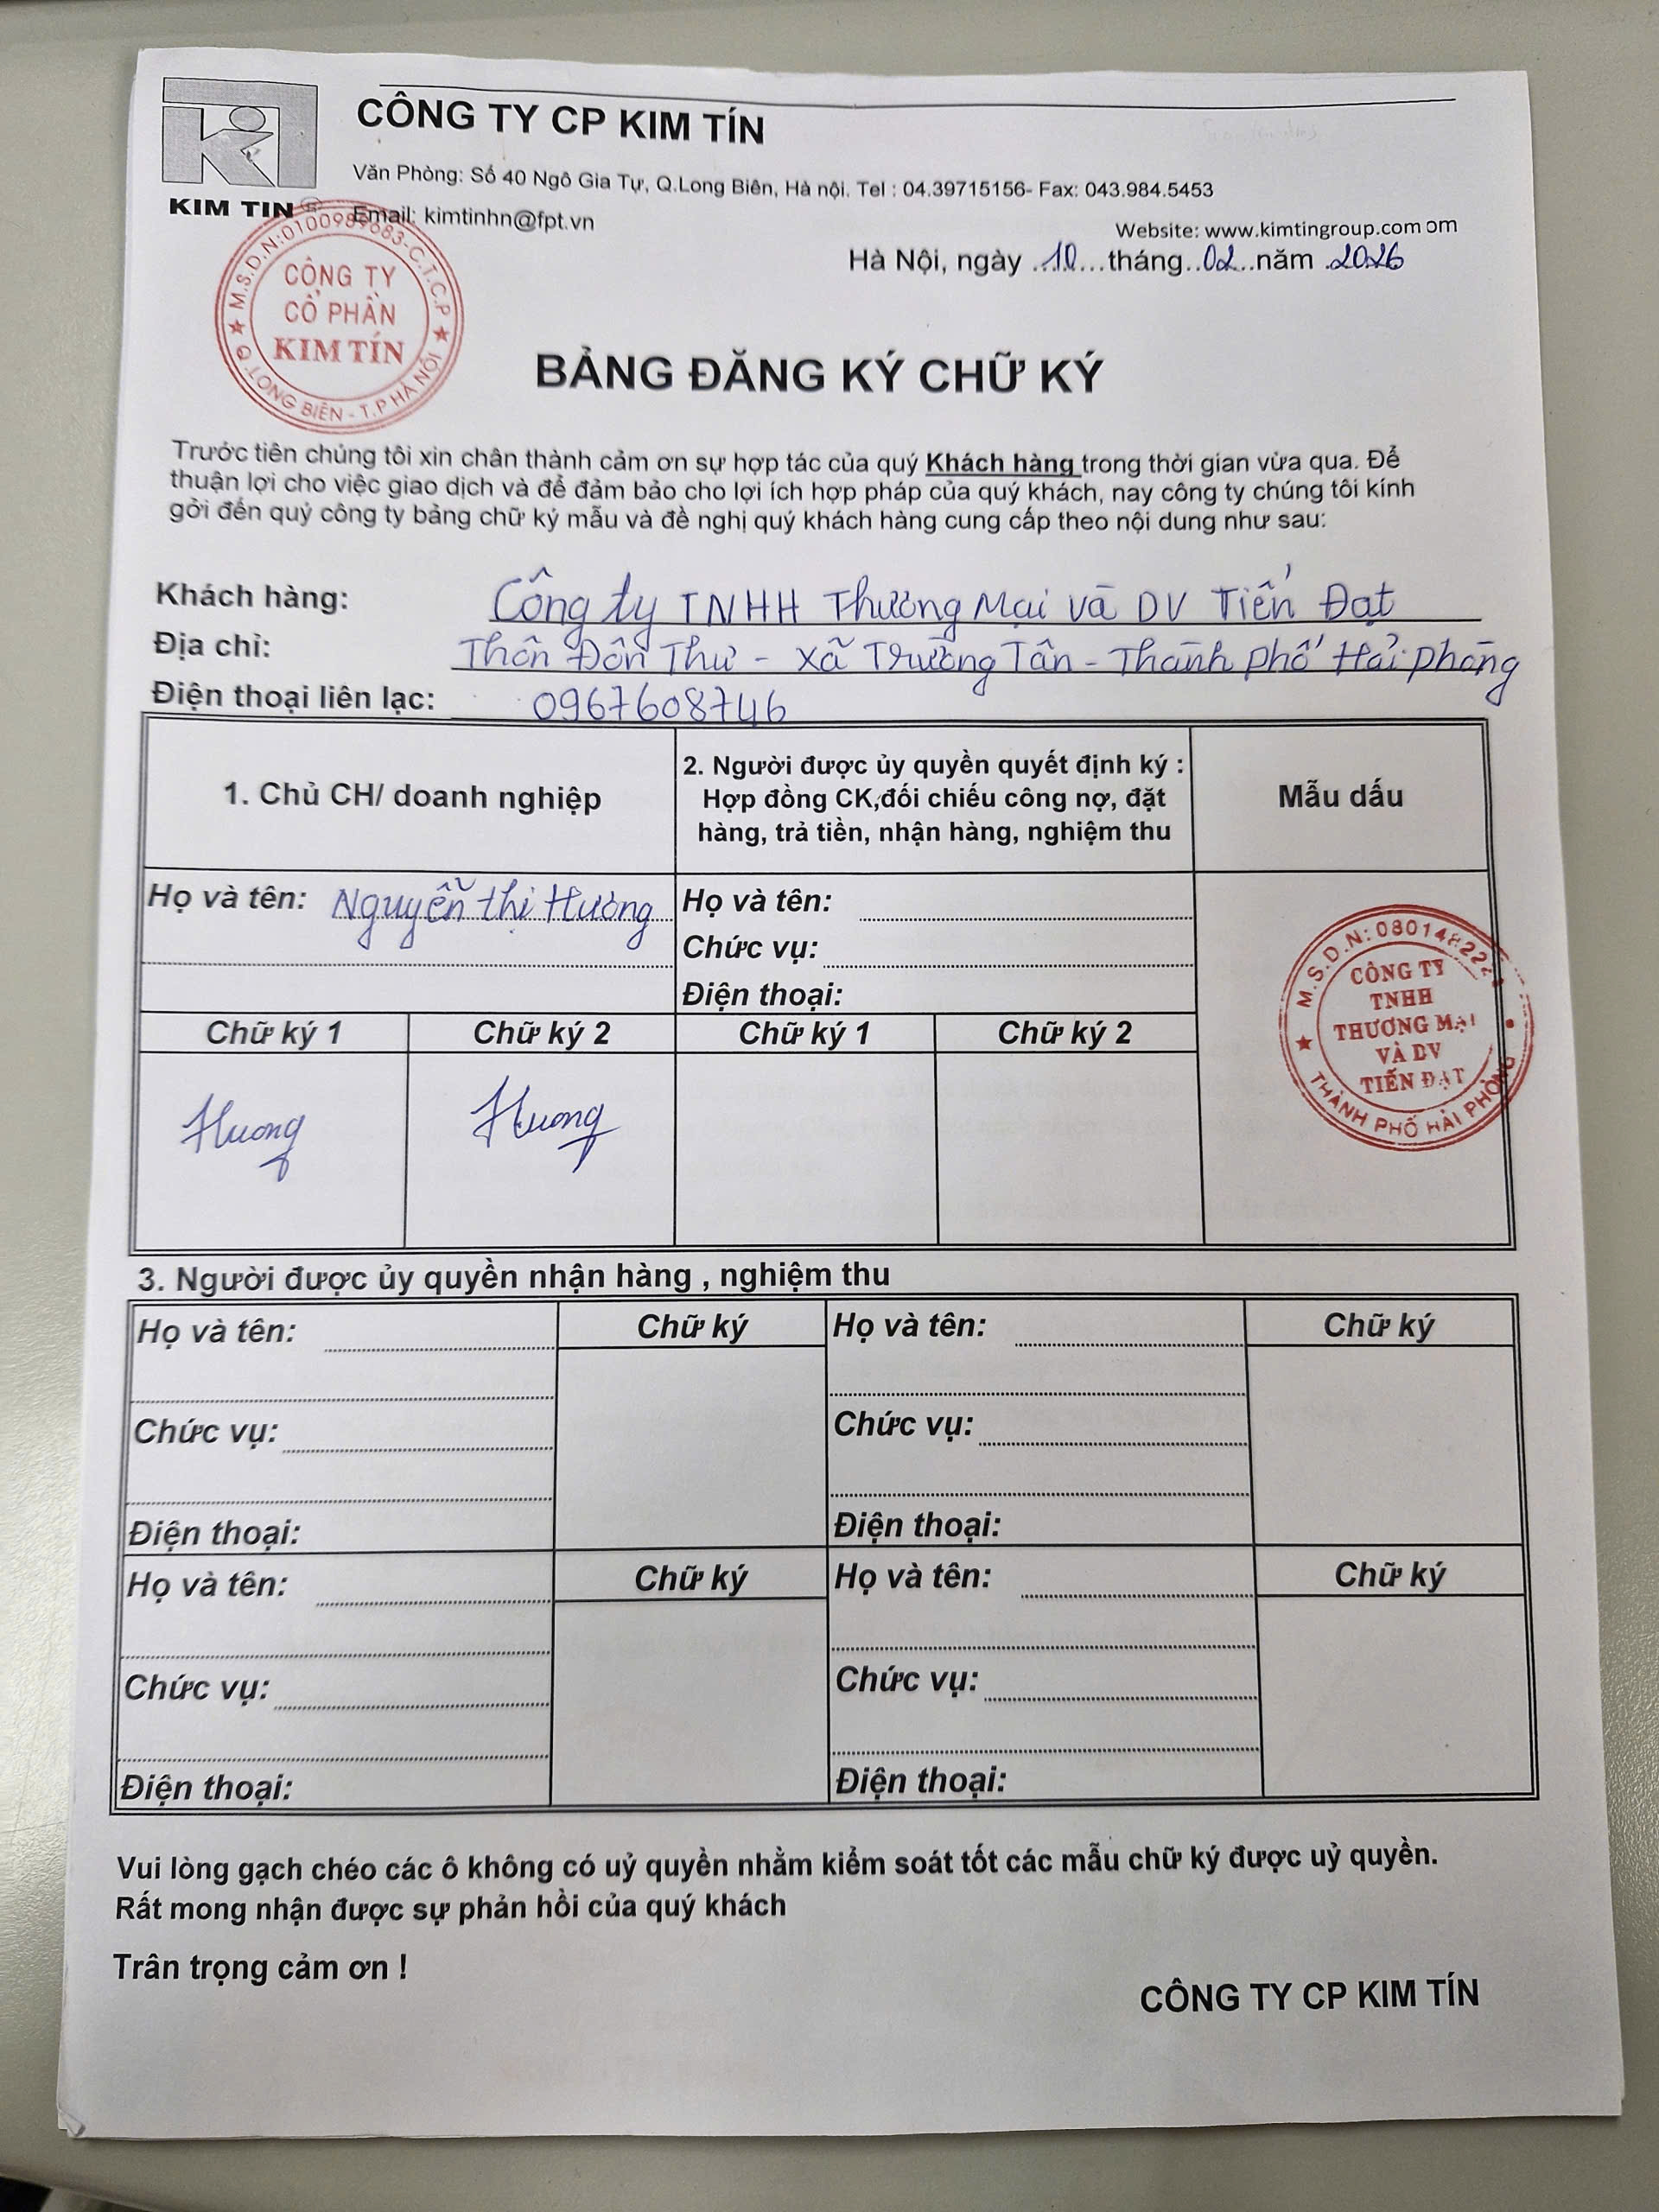 CÔNG TY CP KIM TÍN
Văn Phòng: Số 40 Ngô Gia Tự, Q.Long Biên, Hà nội. Tel : 04.39715156- Fax: 043.984.5453
KIM TIN ®
Email: kimtinhn@fpt.vn
Website: www.kimtingroup.com om
Hà Nội, ngày 10 tháng 02 năm 2026
M.S.D.N:0100989683-C.T.C.P
CÔNG TY
CỔ PHẦN
KIM TÍN
Q.LONG BIÊN - T.P HÀ NỘI
BẢNG ĐĂNG KÝ CHỮ KÝ
Trước tiên chúng tôi xin chân thành cảm ơn sự hợp tác của quý Khách hàng trong thời gian vừa qua. Để
thuận lợi cho việc giao dịch và để đảm bảo cho lợi ích hợp pháp của quý khách, nay công ty chúng tôi kính
gởi đến quý công ty bảng chữ ký mẫu và đề nghị quý khách hàng cung cấp theo nội dung như sau:
Khách hàng: Công ty TNHH Thương Mại và DV Tiến Đạt
Địa chỉ: Thôn Đôn Thư - Xã Trường Tân - Thành phố Hải Phòng
Điện thoại liên lạc: 0967608746
1. Chủ CH/ doanh nghiệp
2. Người được ủy quyền quyết định ký :
Hợp đồng CK,đối chiếu công nợ, đặt
hàng, trả tiền, nhận hàng, nghiệm thu
Mẫu dấu
Họ và tên: Nguyễn Thị Hương
Họ và tên:
Chức vụ:
Điện thoại:
Chữ ký 1 Chữ ký 2 Chữ ký 1 Chữ ký 2
Huong Huong
CÔNG TY
TNHH
THƯƠNG MẠI
VÀ DV
TIẾN ĐẠT
THÀNH PHỐ HẢI PHÒNG
3. Người được ủy quyền nhận hàng , nghiệm thu
Họ và tên: Chữ ký Họ và tên: Chữ ký
Chức vụ: Chức vụ:
Điện thoại: Điện thoại:
Họ và tên: Chữ ký Họ và tên: Chữ ký
Chức vụ: Chức vụ:
Điện thoại: Điện thoại:
Vui lòng gạch chéo các ô không có uỷ quyền nhằm kiểm soát tốt các mẫu chữ ký được uỷ quyền.
Rất mong nhận được sự phản hồi của quý khách
Trân trọng cảm ơn !
CÔNG TY CP KIM TÍN